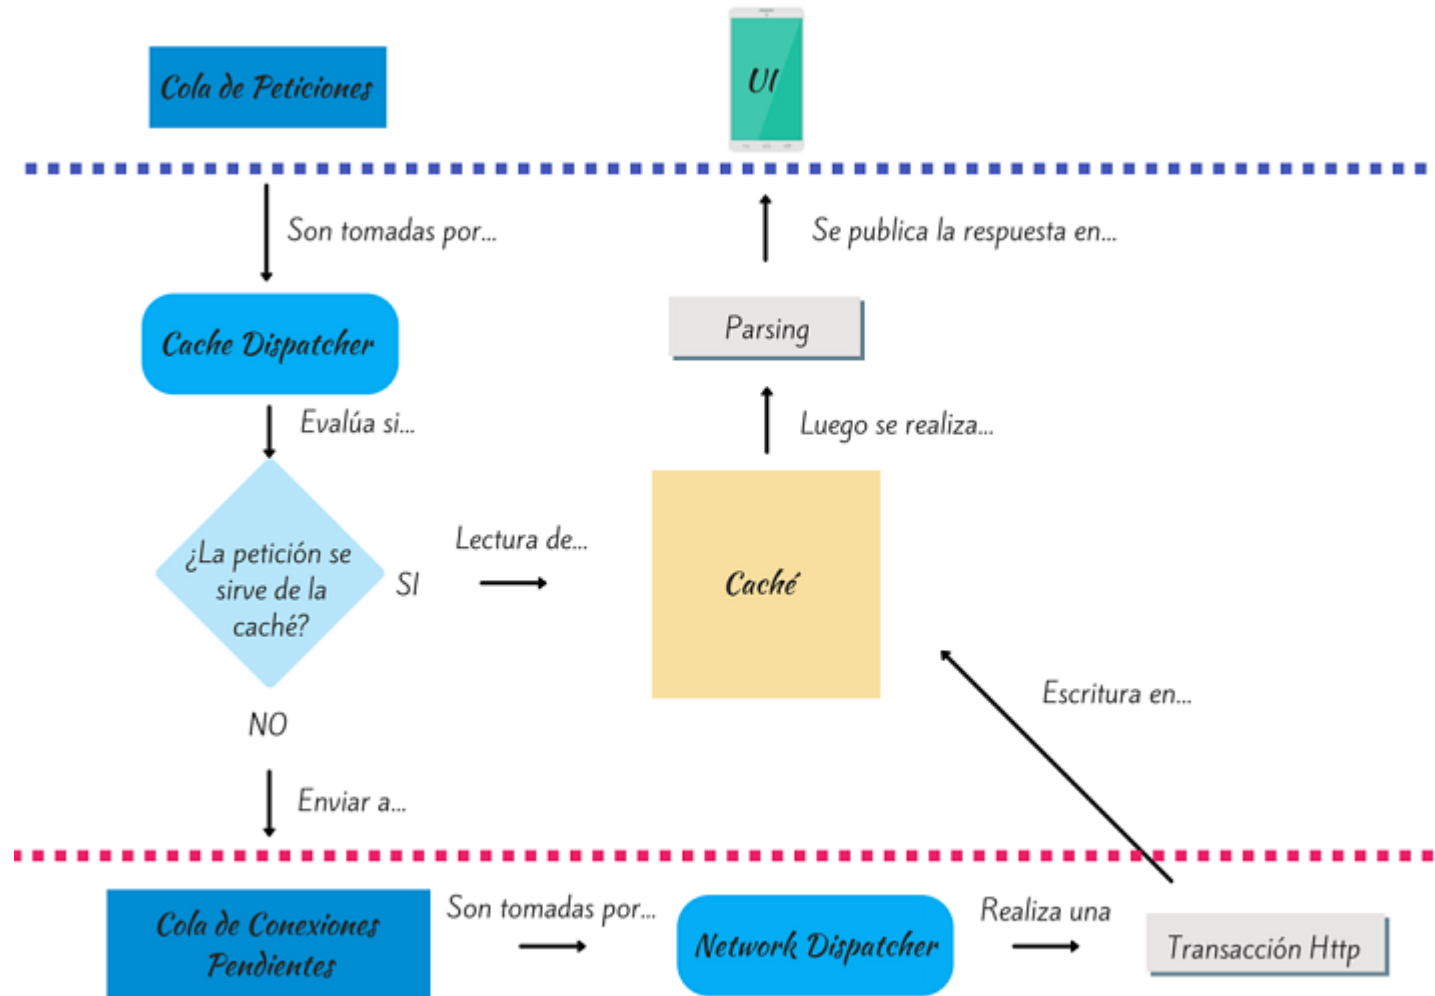 Cola de Peticiones
UI
Son tomadas por...
Se publica la respuesta en...
Cache Dispatcher
Parsing
Evalúa si...
Luego se realiza...
¿La petición se
sirve de la
caché?
SI
Lectura de...
Caché
NO
Escritura en...
Enviar a...
Cola de Conexiones
Pendientes
Son tomadas por...
Network Dispatcher
Realiza una
Transacción Http